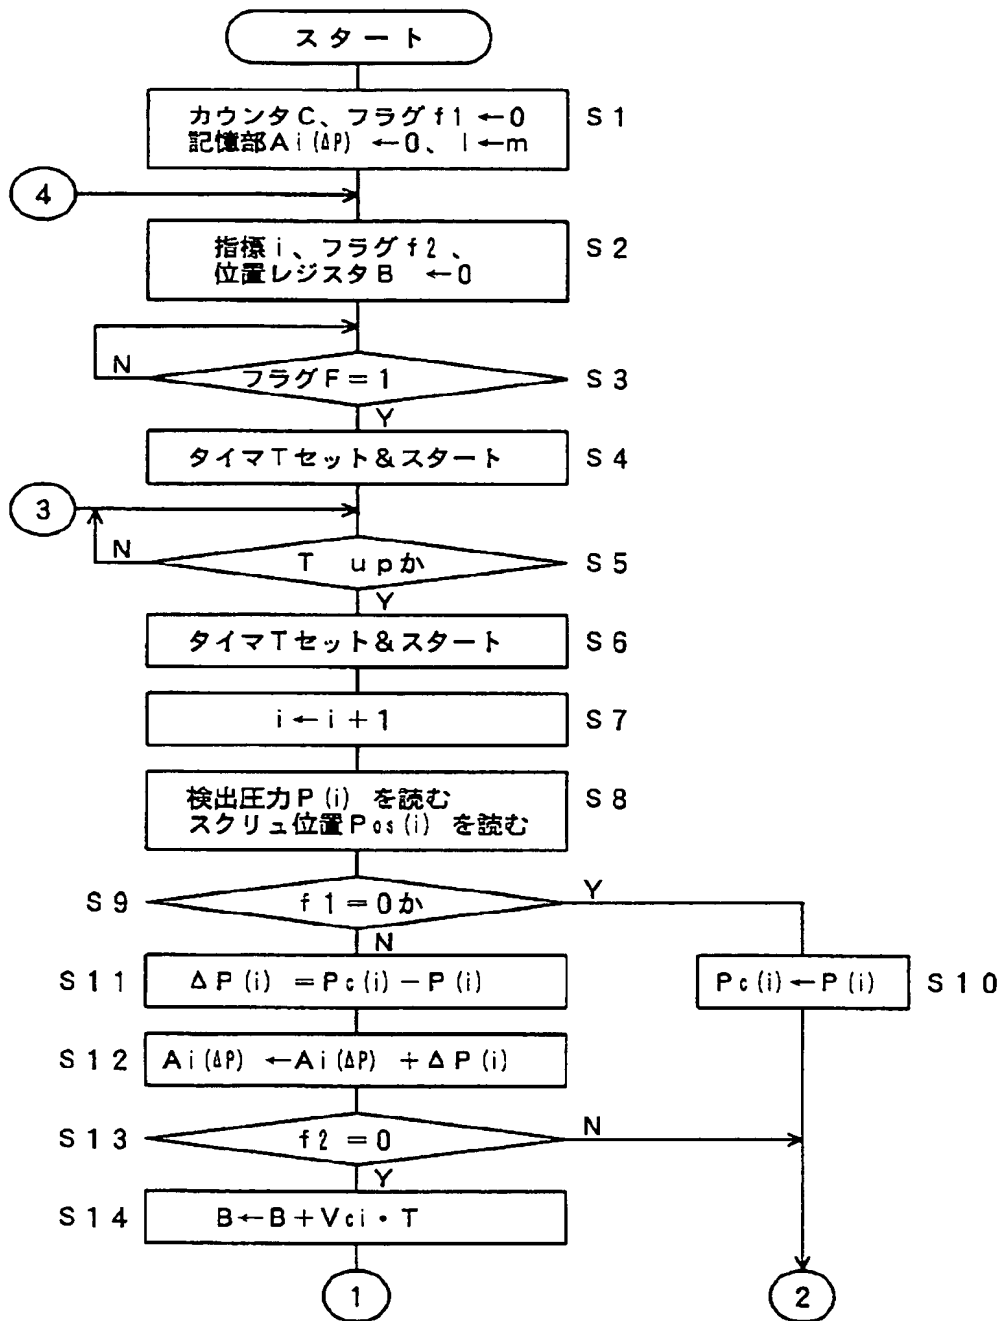 スタート
カウンタC、フラグf1←0
記憶部Ai(ΔP) ←0、I←m
S1
4
指標i、フラグf2、
位置レジスタB ←0
S2
N
フラグF=1
S3
Y
タイマTセット&スタート
S4
3
N
T upか
S5
Y
タイマTセット&スタート
S6
i←i+1
S7
検出圧力P(i) を読む
スクリュ位置Pos(i) を読む
S8
S9
f1=0か
Y
N
S11
ΔP(i) =Pc(i)−P(i)
Pc(i)←P(i)
S10
S12
Ai(ΔP) ←Ai(ΔP) +ΔP(i)
S13
f2=0
N
Y
S14
B←B+Vci・T
1
2